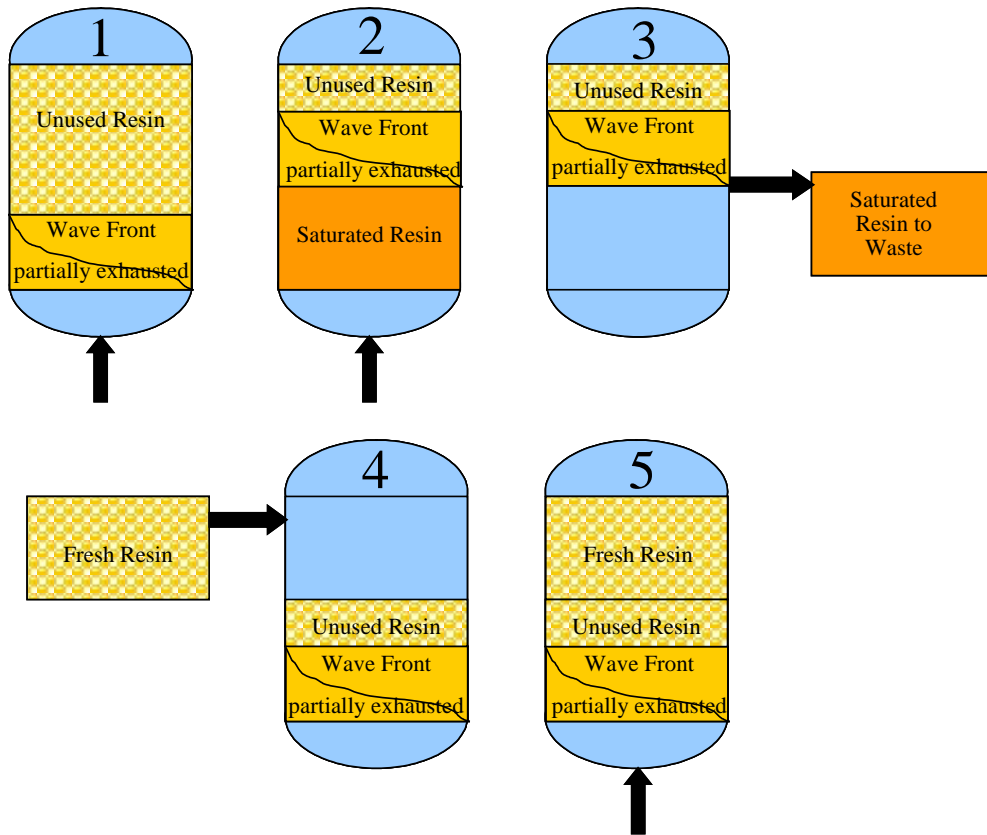 1
Unused Resin
Wave Front
partially exhausted
2
Unused Resin
Wave Front
partially exhausted
Saturated Resin
3
Unused Resin
Wave Front
partially exhausted
Saturated
Resin to
Waste
Fresh Resin
4
Unused Resin
Wave Front
partially exhausted
5
Fresh Resin
Unused Resin
Wave Front
partially exhausted